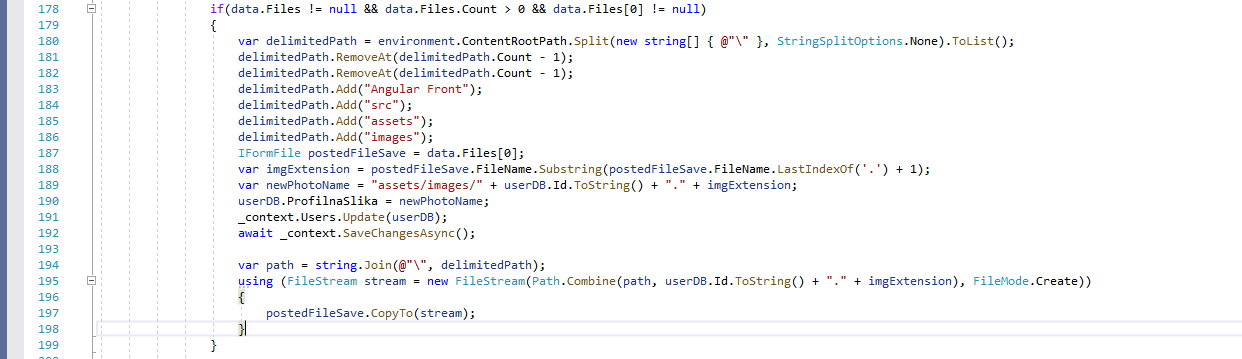 178 if(data.Files != null && data.Files.Count > 0 && data.Files[0] != null)
179 {
180 var delimitedPath = environment.ContentRootPath.Split(new string[] { @"\" }, StringSplitOptions.None).ToList();
181 delimitedPath.RemoveAt(delimitedPath.Count - 1);
182 delimitedPath.RemoveAt(delimitedPath.Count - 1);
183 delimitedPath.Add("Angular Front");
184 delimitedPath.Add("src");
185 delimitedPath.Add("assets");
186 delimitedPath.Add("images");
187 IFormFile postedFileSave = data.Files[0];
188 var imgExtension = postedFileSave.FileName.Substring(postedFileSave.FileName.LastIndexOf('.') + 1);
189 var newPhotoName = "assets/images/" + userDB.Id.ToString() + "." + imgExtension;
190 userDB.ProfilnaSlika = newPhotoName;
191 _context.Users.Update(userDB);
192 await _context.SaveChangesAsync();
193
194 var path = string.Join(@"\", delimitedPath);
195 using (FileStream stream = new FileStream(Path.Combine(path, userDB.Id.ToString() + "." + imgExtension), FileMode.Create))
196 {
197 postedFileSave.CopyTo(stream);
198 }
199 }